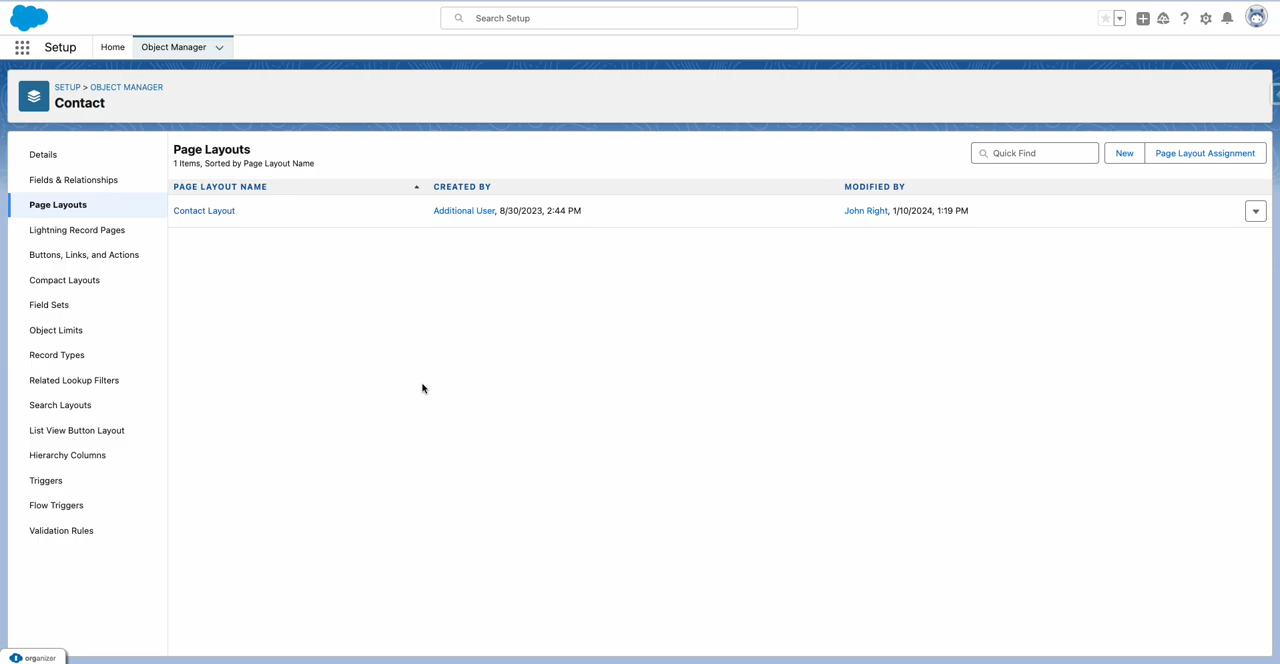 Search Setup
Setup
Home
Object Manager
SETUP > OBJECT MANAGER
Contact
Details
Fields & Relationships
Page Layouts
Lightning Record Pages
Buttons, Links, and Actions
Compact Layouts
Field Sets
Object Limits
Record Types
Related Lookup Filters
Search Layouts
List View Button Layout
Hierarchy Columns
Triggers
Flow Triggers
Validation Rules
Page Layouts
1 Items, Sorted by Page Layout Name
Quick Find
New
Page Layout Assignment
PAGE LAYOUT NAME CREATED BY MODIFIED BY
Contact Layout Additional User, 8/30/2023, 2:44 PM John Right, 1/10/2024, 1:19 PM
organizer